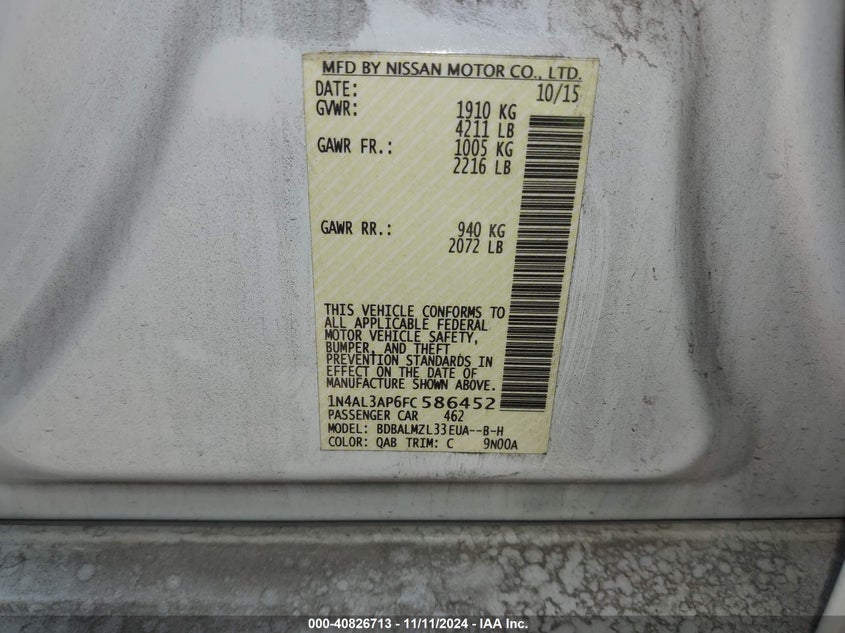 MFD BY NISSAN MOTOR CO., LTD.
DATE: 10/15
GVWR: 1910 KG
4211 LB
GAWR FR.: 1005 KG
2216 LB
GAWR RR.: 940 KG
2072 LB
THIS VEHICLE CONFORMS TO
ALL APPLICABLE FEDERAL
MOTOR VEHICLE SAFETY,
BUMPER, AND THEFT
PREVENTION STANDARDS IN
EFFECT ON THE DATE OF
MANUFACTURE SHOWN ABOVE.
1N4AL3AP6FC586452
PASSENGER CAR 462
MODEL: BDBALMZL33EUA--B-H
COLOR: QAB TRIM: C 9N00A
000-40826713 - 11/11/2024 - IAA Inc.